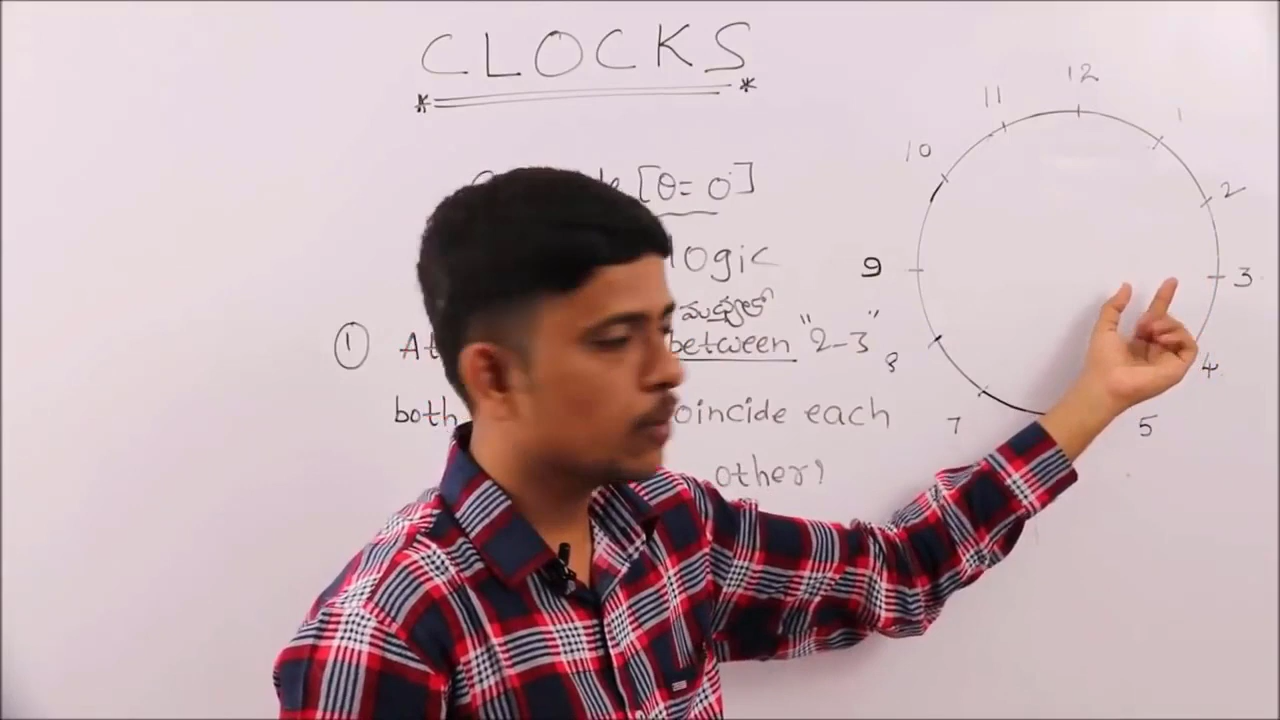 CLOCKS
[θ= 0°]
logic
మధ్యలో
① At between "2-3"
both coincide each
other?
12
11
1
10
2
9
3
8
4
7
5